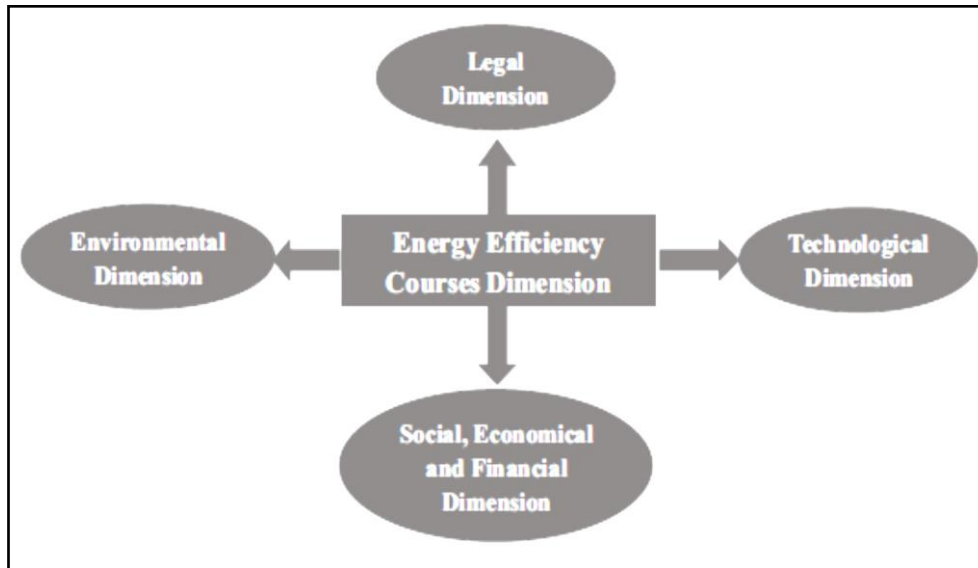 Legal
Dimension
Environmental
Dimension
Energy Efficiency
Courses Dimension
Technological
Dimension
Social, Economical
and Financial
Dimension